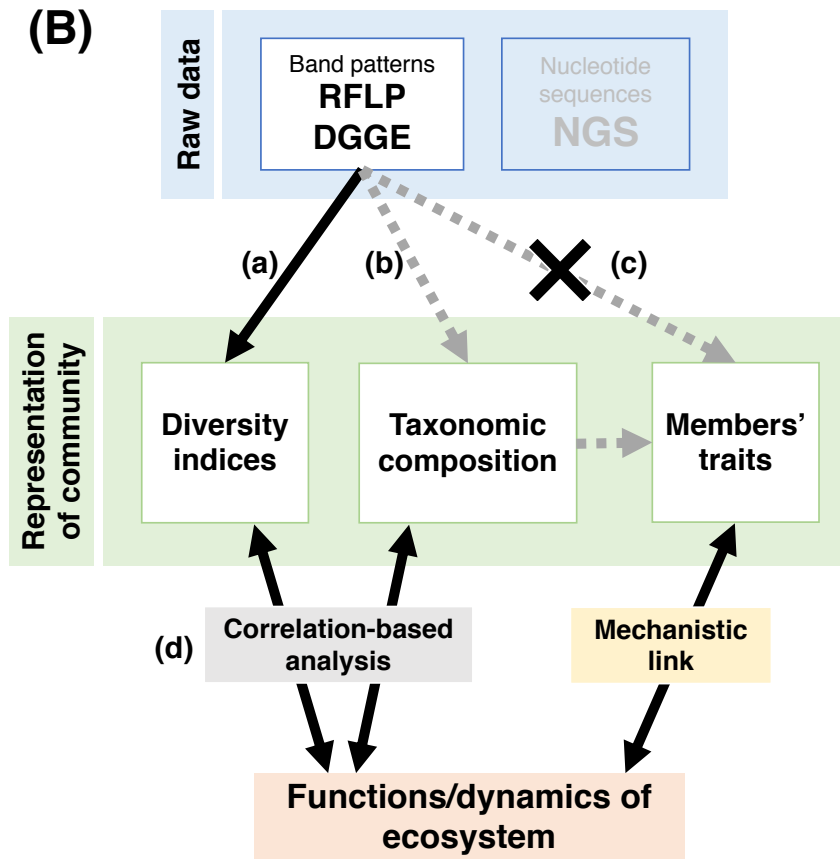 (B)
Raw data
Band patterns
RFLP
DGGE
Nucleotide
sequences
NGS
(a)
(b)
(c)
Representation
of community
Diversity
indices
Taxonomic
composition
Members’
traits
(d)
Correlation-based
analysis
Mechanistic
link
Functions/dynamics of
ecosystem